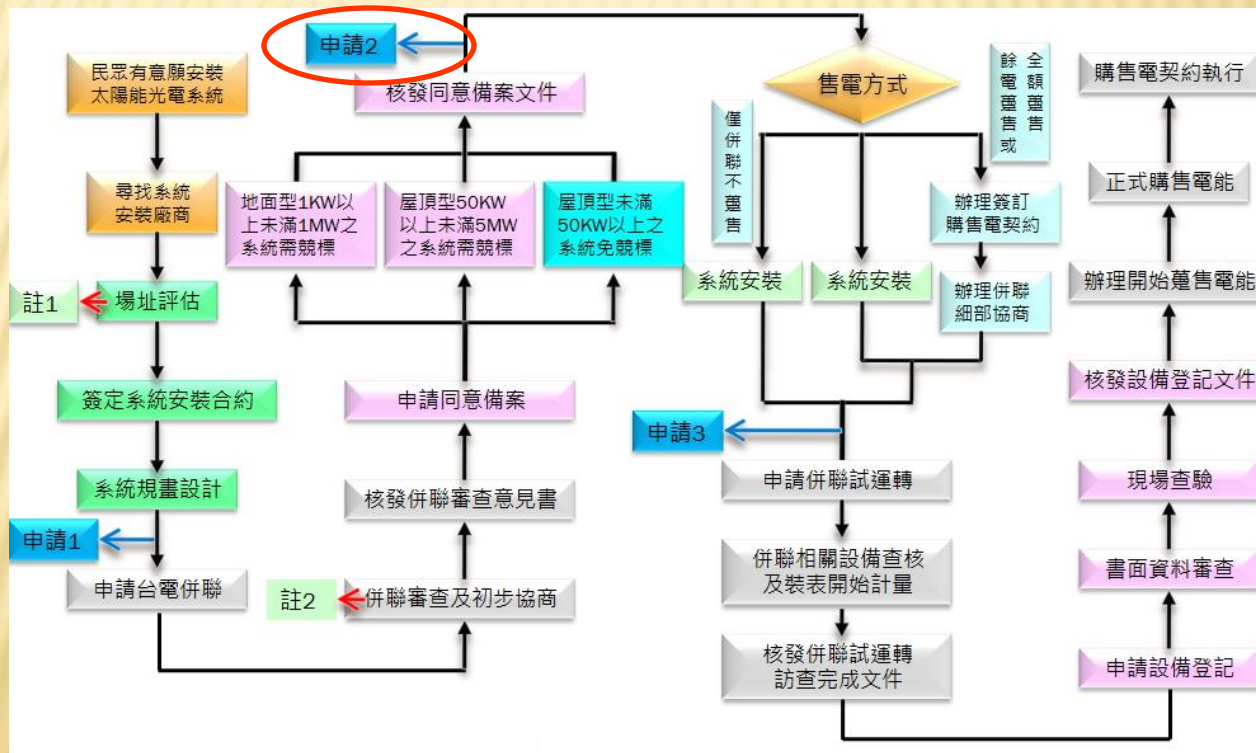 民眾有意願安裝
太陽能光電系統
尋找系統
安裝廠商
註1
場址評估
簽定系統安裝合約
系統規畫設計
申請1
申請台電併聯
註2
併聯審查及初步協商
核發併聯審查意見書
申請同意備案
地面型1KW以
上未滿1MW之
系統需競標
屋頂型50KW
以上未滿5MW
之系統需競標
屋頂型未滿
50KW以上之
系統免競標
核發同意備案文件
申請2
售電方式
僅併聯不躉售
全額躉售
餘電躉售或
系統安裝
系統安裝
辦理簽訂
購售電契約
辦理併聯
細部協商
申請3
申請併聯試運轉
併聯相關設備查核
及裝表開始計量
核發併聯試運轉
訪查完成文件
申請設備登記
書面資料審查
現場查驗
核發設備登記文件
辦理開始躉售電能
正式購售電能
購售電契約執行